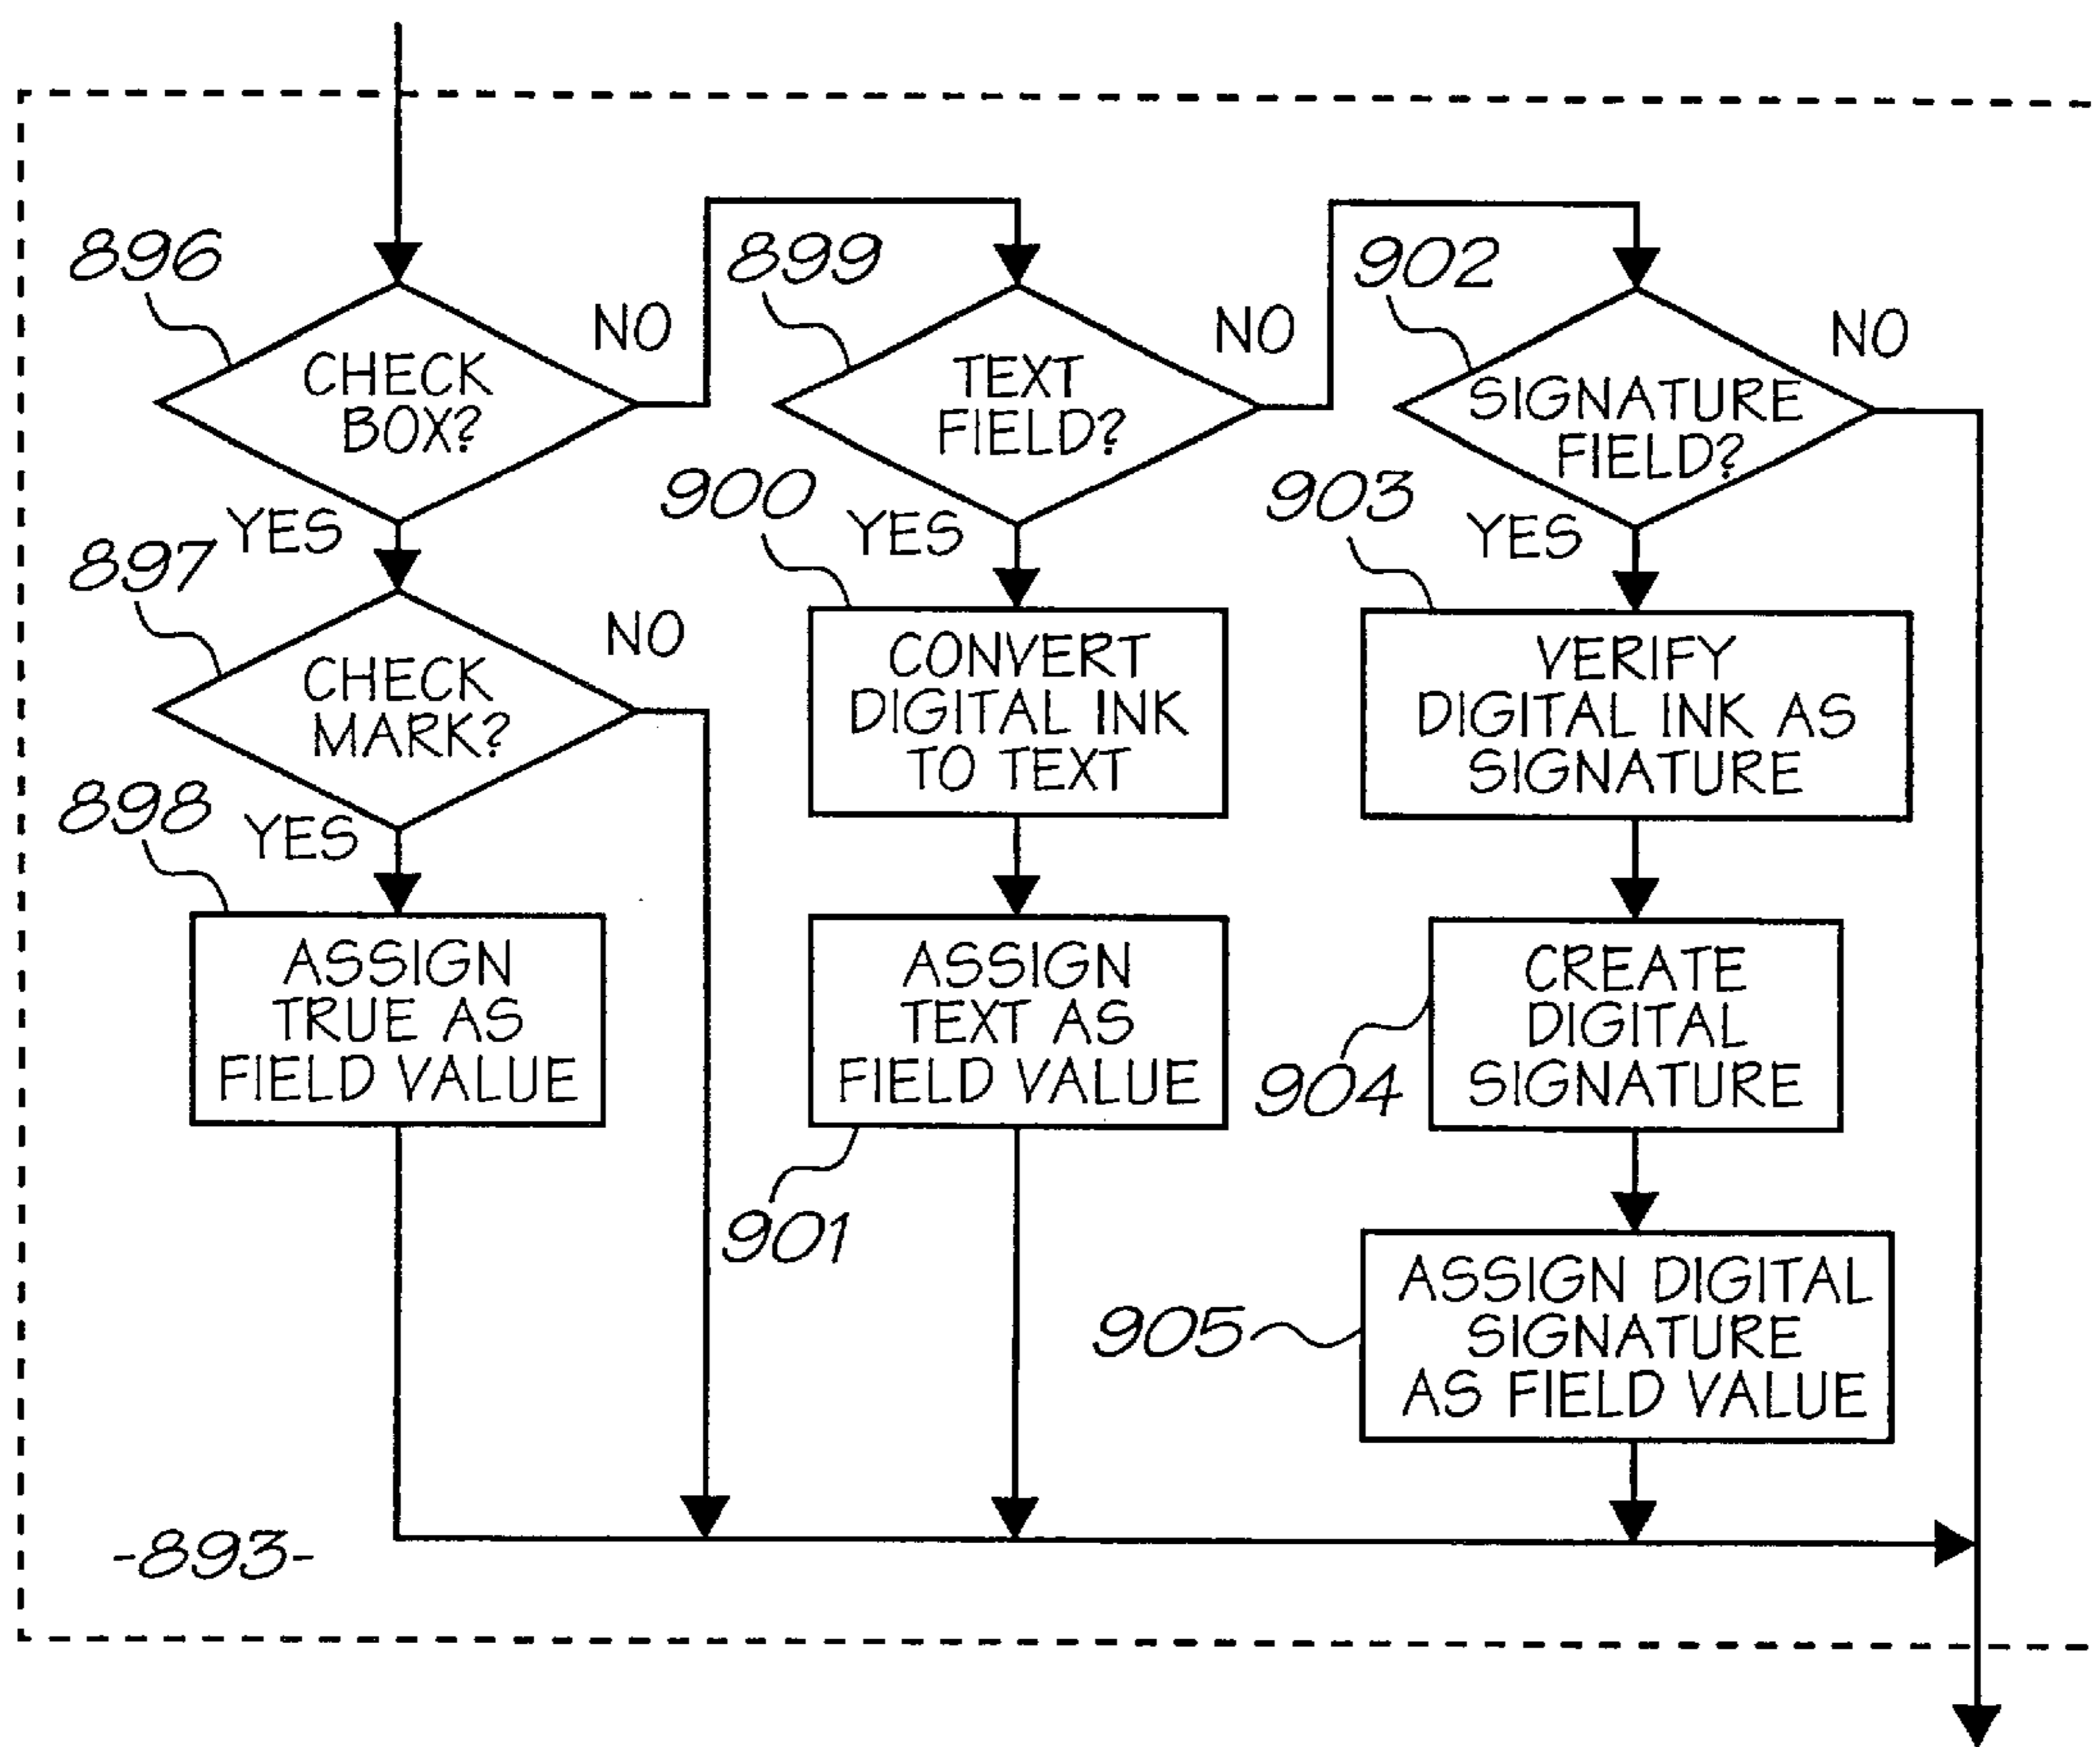 896
CHECK
BOX?
NO
YES
897
CHECK
MARK?
NO
YES
898
ASSIGN
TRUE AS
FIELD VALUE
899
TEXT
FIELD?
NO
YES
900
CONVERT
DIGITAL INK
TO TEXT
ASSIGN
TEXT AS
FIELD VALUE
901
902
SIGNATURE
FIELD?
NO
YES
903
VERIFY
DIGITAL INK AS
SIGNATURE
CREATE
DIGITAL
SIGNATURE
904
ASSIGN DIGITAL
SIGNATURE
AS FIELD VALUE
905
-893-